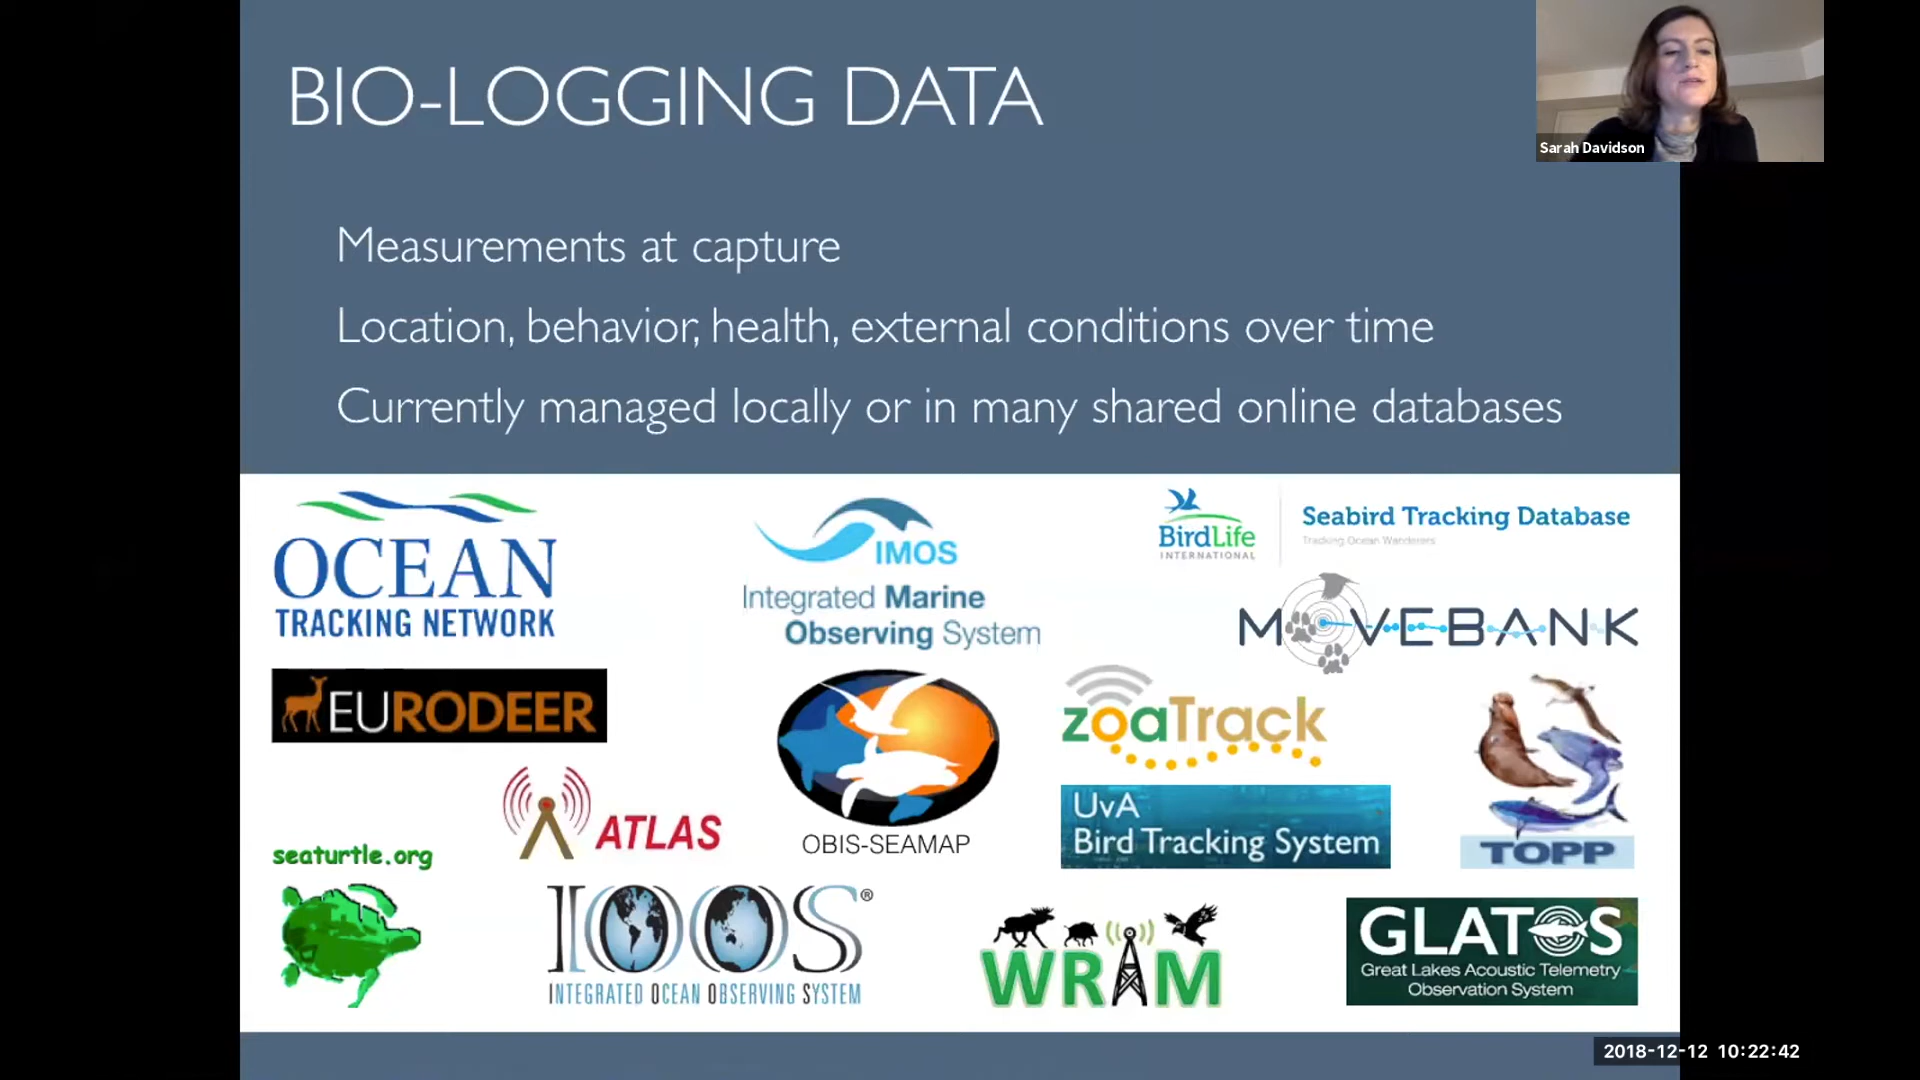 BIO-LOGGING DATA
Sarah Davidson
Measurements at capture
Location, behavior, health, external conditions over time
Currently managed locally or in many shared online databases
OCEAN
TRACKING NETWORK
IMOS
Integrated Marine
Observing System
BirdLife
INTERNATIONAL
Seabird Tracking Database
Tracking Ocean Wanderers
MOVEBANK
EURODEER
OBIS-SEAMAP
zoaTrack
TOPP
ATLAS
UvA
Bird Tracking System
seaturtle.org
IOOS®
INTEGRATED OCEAN OBSERVING SYSTEM
WRAM
GLATOS
Great Lakes Acoustic Telemetry
Observation System
2018-12-12 10:22:42